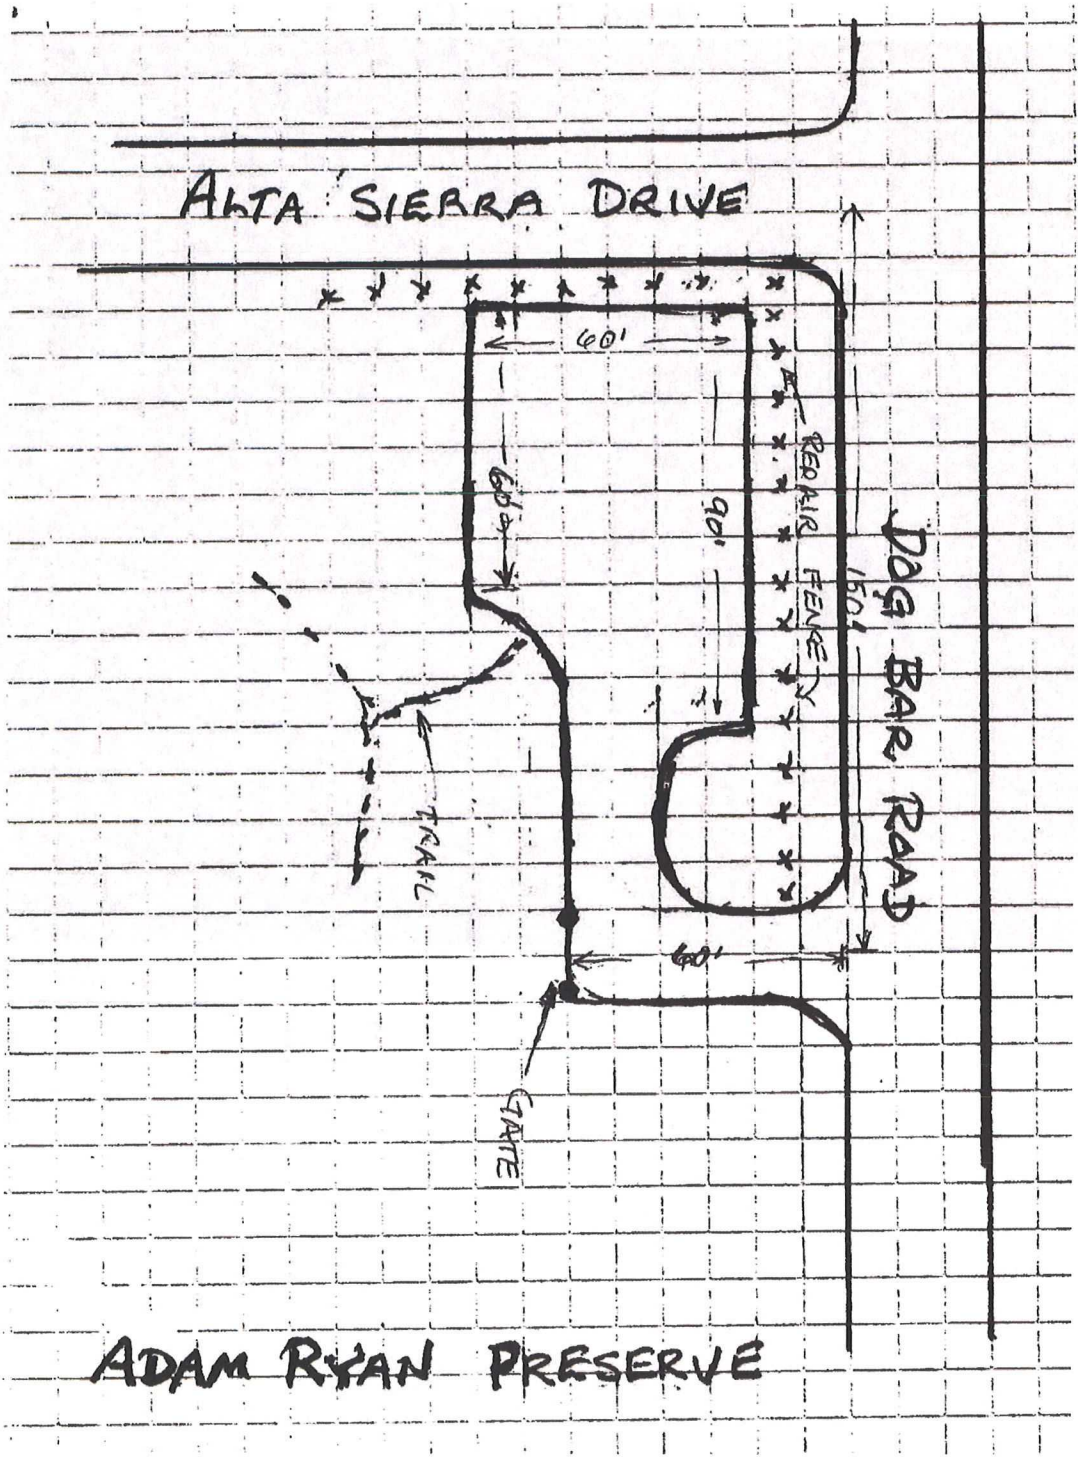 ALTA SIERRA DRIVE
60'
60'
90'
REPAIR FENCE
150'
DOG BAR ROAD
TRAIL
60'
GATE
ADAM RYAN PRESERVE